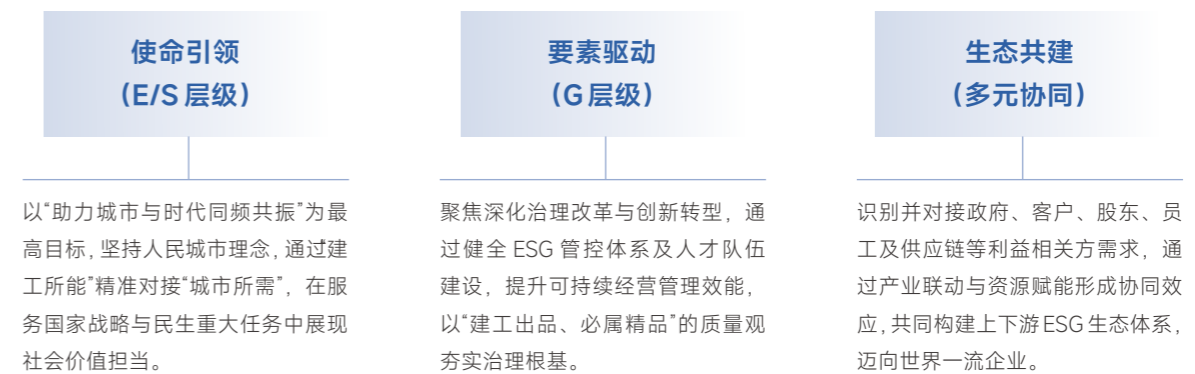 使命引领
（E/S 层级）
以“助力城市与时代同频共振”为最
高目标，坚持人民城市理念，通过建
工所能”精准对接“城市所需”，在服
务国家战略与民生重大任务中展现
社会价值担当。
要素驱动
（G 层级）
聚焦深化治理改革与创新转型，通
过健全 ESG 管控体系及人才队伍
建设，提升可持续经营管理效能，
以“建工出品、必属精品”的质量观
夯实治理根基。
生态共建
（多元协同）
识别并对接政府、客户、股东、员
工及供应链等利益相关方需求，通
过产业联动与资源赋能形成协同效
应，共同构建上下游 ESG 生态体系，
迈向世界一流企业。